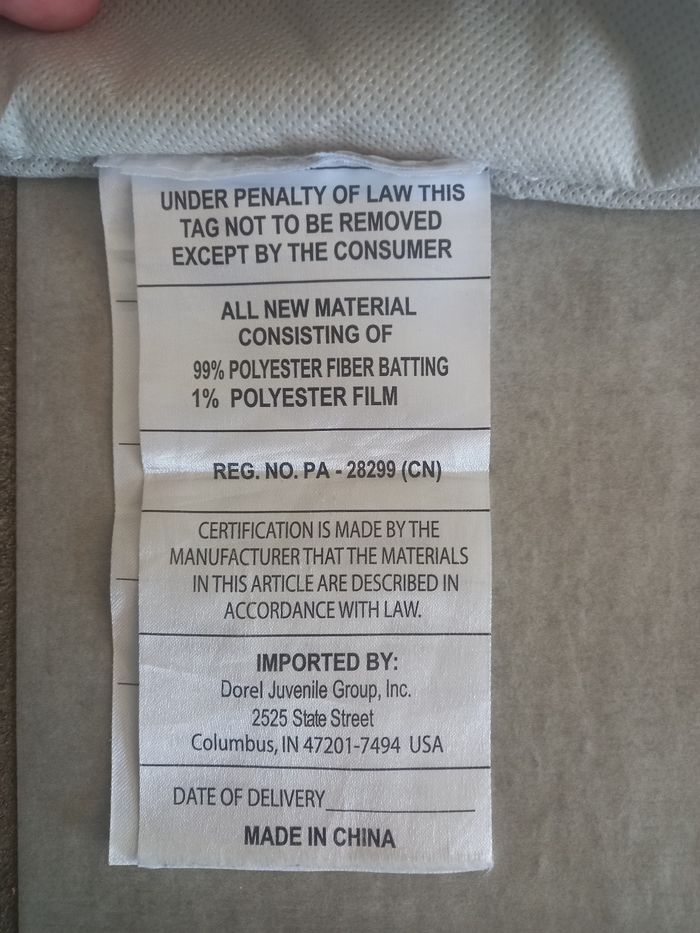 UNDER PENALTY OF LAW THIS
TAG NOT TO BE REMOVED
EXCEPT BY THE CONSUMER
ALL NEW MATERIAL
CONSISTING OF
99% POLYESTER FIBER BATTING
1% POLYESTER FILM
REG. NO. PA - 28299 (CN)
CERTIFICATION IS MADE BY THE
MANUFACTURER THAT THE MATERIALS
IN THIS ARTICLE ARE DESCRIBED IN
ACCORDANCE WITH LAW.
IMPORTED BY:
Dorel Juvenile Group, Inc.
2525 State Street
Columbus, IN 47201-7494 USA
DATE OF DELIVERY
MADE IN CHINA